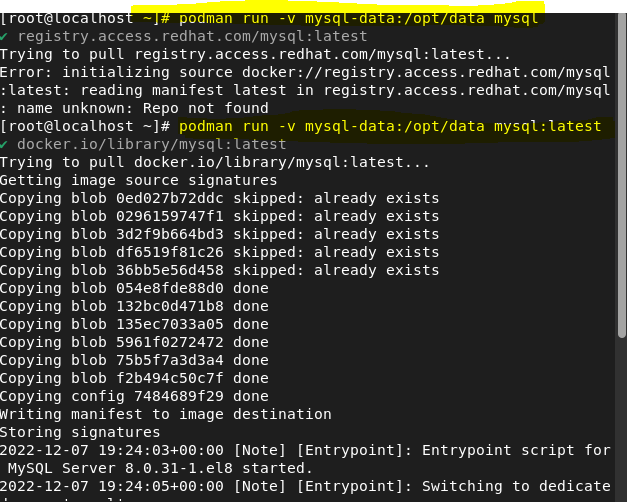 [root@localhost ~]# podman run -v mysql-data:/opt/data mysql
✔ registry.access.redhat.com/mysql:latest
Trying to pull registry.access.redhat.com/mysql:latest...
Error: initializing source docker://registry.access.redhat.com/mysql
:latest: reading manifest latest in registry.access.redhat.com/mysql
: name unknown: Repo not found
[root@localhost ~]# podman run -v mysql-data:/opt/data mysql:latest
✔ docker.io/library/mysql:latest
Trying to pull docker.io/library/mysql:latest...
Getting image source signatures
Copying blob 0ed027b72ddc skipped: already exists
Copying blob 0296159747f1 skipped: already exists
Copying blob 3d2f9b664bd3 skipped: already exists
Copying blob df6519f81c26 skipped: already exists
Copying blob 36bb5e56d458 skipped: already exists
Copying blob 054e8fde88d0 done
Copying blob 132bc0d471b8 done
Copying blob 135ec7033a05 done
Copying blob 5961f0272472 done
Copying blob 75b5f7a3d3a4 done
Copying blob f2b494c50c7f done
Copying config 7484689f29 done
Writing manifest to image destination
Storing signatures
2022-12-07 19:24:03+00:00 [Note] [Entrypoint]: Entrypoint script for
 MySQL Server 8.0.31-1.el8 started.
2022-12-07 19:24:05+00:00 [Note] [Entrypoint]: Switching to dedicate